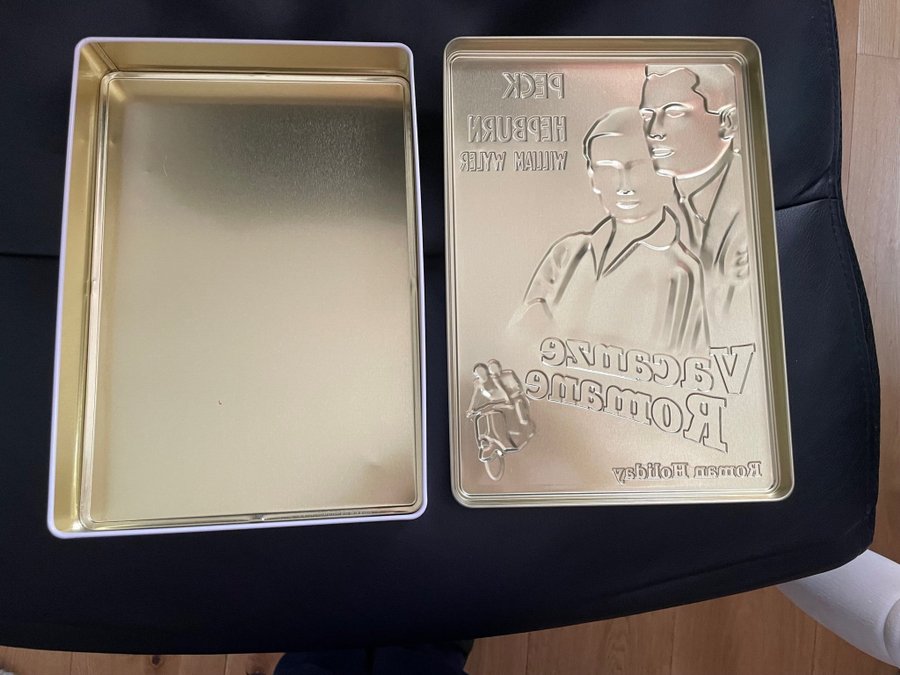 PECK
HEPBURN
WILLIAM WYLER
Vacanze
Romane
Roman Holiday